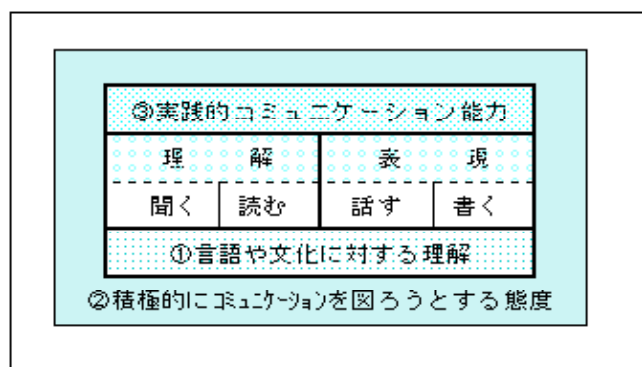 ③実践的コミュニケーション能力
理 解 表 現
聞く 読む 話す 書く
①言語や文化に対する理解
②積極的にｺﾐｭﾆｹｰｼｮﾝを図ろうとする態度